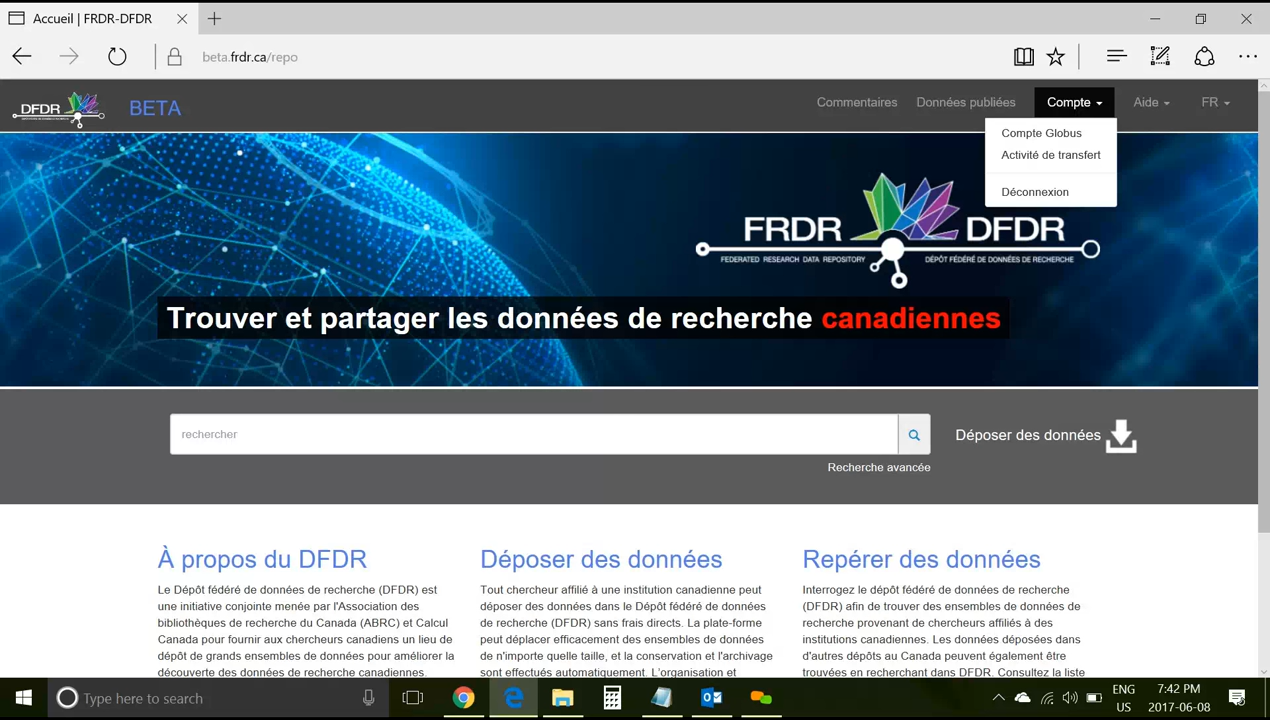 Accueil | FRDR-DFDR
beta.frdr.ca/repo
DFDR
BETA
Commentaires
Données publiées
Compte
Aide
FR
Compte Globus
Activité de transfert
Déconnexion
FRDR DFDR
FEDERATED RESEARCH DATA REPOSITORY
DÉPÔT FÉDÉRÉ DE DONNÉES DE RECHERCHE
Trouver et partager les données de recherche canadiennes
rechercher
Déposer des données
Recherche avancée
À propos du DFDR
Le Dépôt fédéré de données de recherche (DFDR) est
une initiative conjointe menée par l'Association des
bibliothèques de recherche du Canada (ABRC) et Calcul
Canada pour fournir aux chercheurs canadiens un lieu de
dépôt de grands ensembles de données pour améliorer la
découverte des données de recherche canadiennes.
Déposer des données
Tout chercheur affilié à une institution canadienne peut
déposer des données dans le Dépôt fédéré de données
de recherche (DFDR) sans frais directs. La plate-forme
peut déplacer efficacement des ensembles de données
de n'importe quelle taille, et la conservation et l'archivage
sont effectués automatiquement. L'organisation et
Repérer des données
Interrogez le dépôt fédéré de données de recherche
(DFDR) afin de trouver des ensembles de données de
recherche provenant de chercheurs affiliés à des
institutions canadiennes. Les données déposées dans
d'autres dépôts au Canada peuvent également être
trouvées en recherchant dans DFDR. Consultez la liste
Type here to search
ENG
US
7:42 PM
2017-06-08